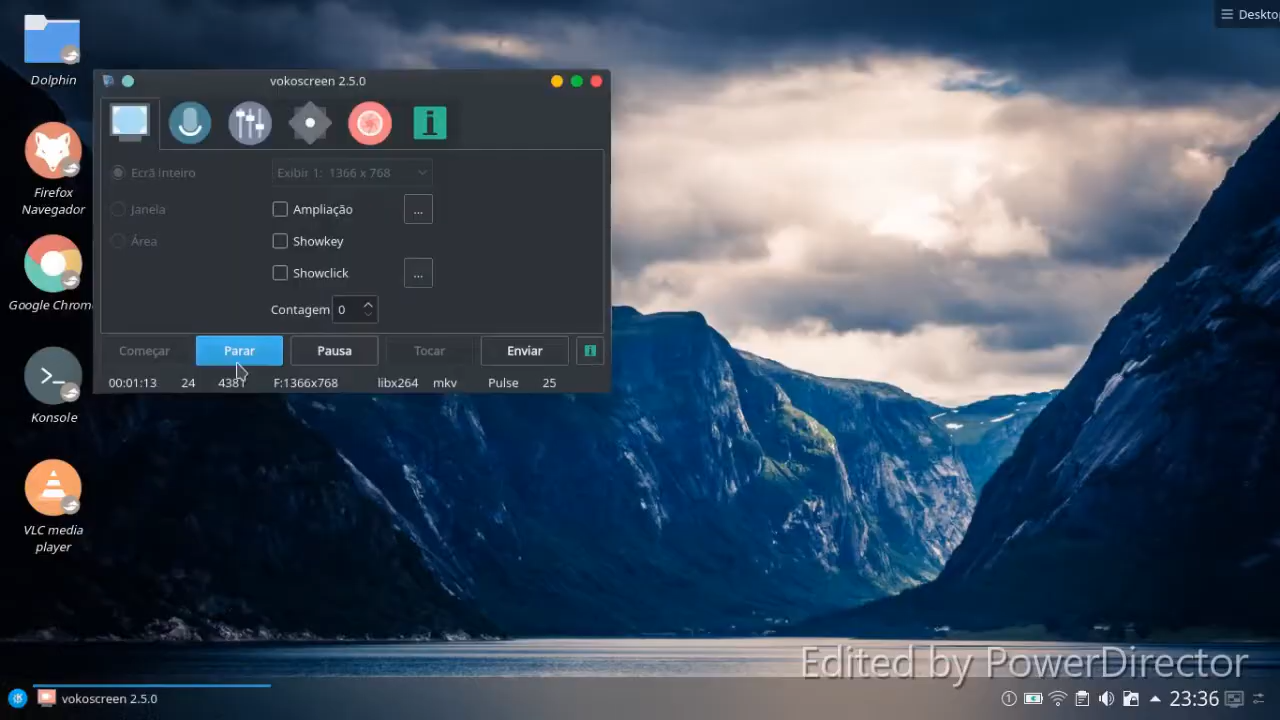 Desktop
vokoscreen 2.5.0
Dolphin
Ecrã inteiro
Exibir 1: 1366 x 768
Janela
Ampliação
...
Área
Showkey
Showclick
...
Contagem 0
Firefox
Navegador
Google Chrom
Começar
Parar
Pausa
Tocar
Enviar
00:01:13
24
F:1366x768
libx264
mkv
Pulse
25
Konsole
VLC media
player
Edited by PowerDirector
vokoscreen 2.5.0
1
23:36